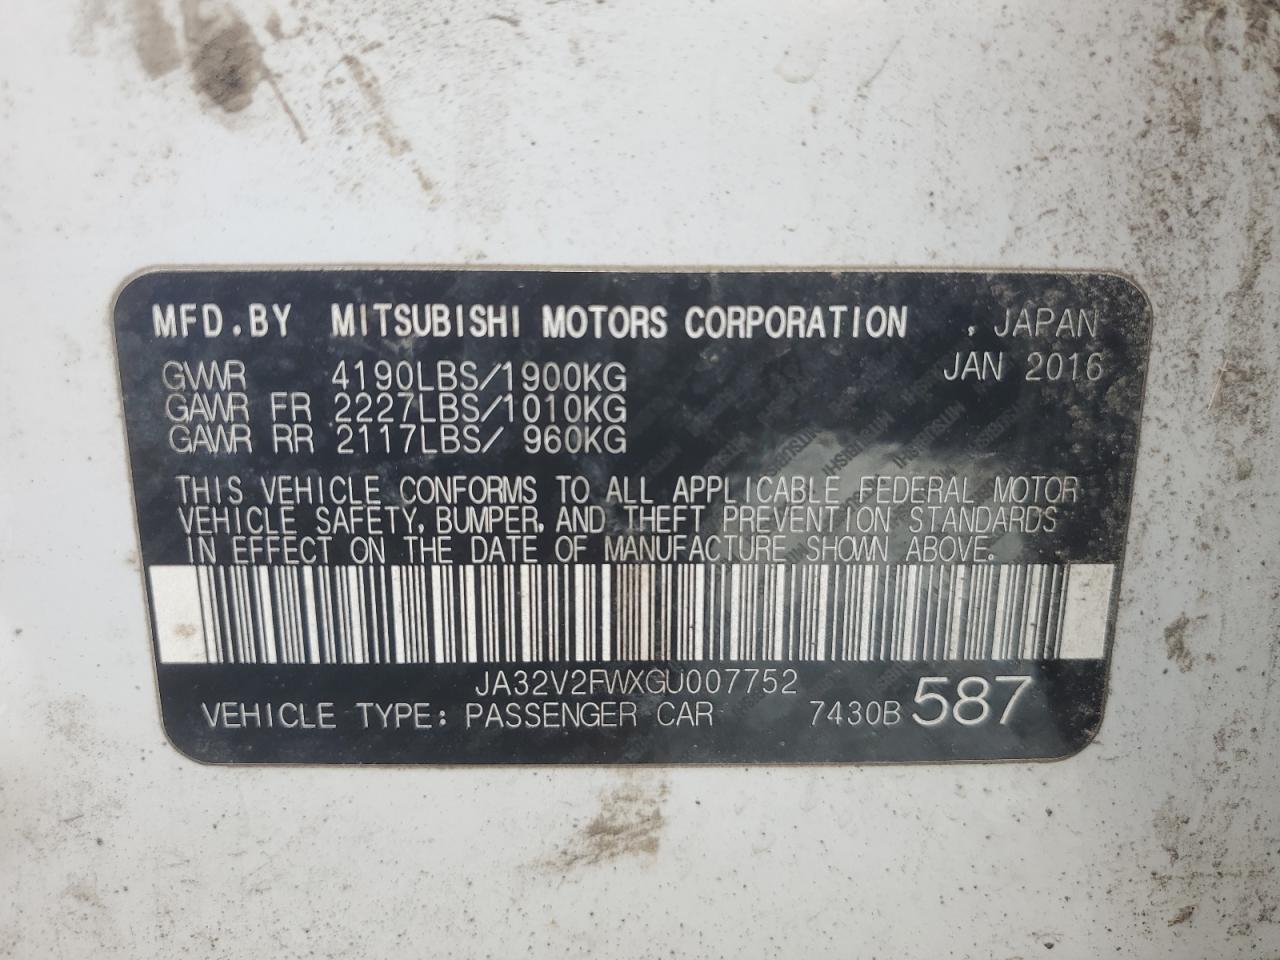 MFD.BY MITSUBISHI MOTORS CORPORATION , JAPAN
JAN 2016
GVWR 4190LBS/1900KG
GAWR FR 2227LBS/1010KG
GAWR RR 2117LBS/ 960KG
THIS VEHICLE CONFORMS TO ALL APPLICABLE FEDERAL MOTOR
VEHICLE SAFETY, BUMPER, AND THEFT PREVENTION STANDARDS
IN EFFECT ON THE DATE OF MANUFACTURE SHOWN ABOVE.
JA32V2FWXGU007752
VEHICLE TYPE: PASSENGER CAR 7430B 587